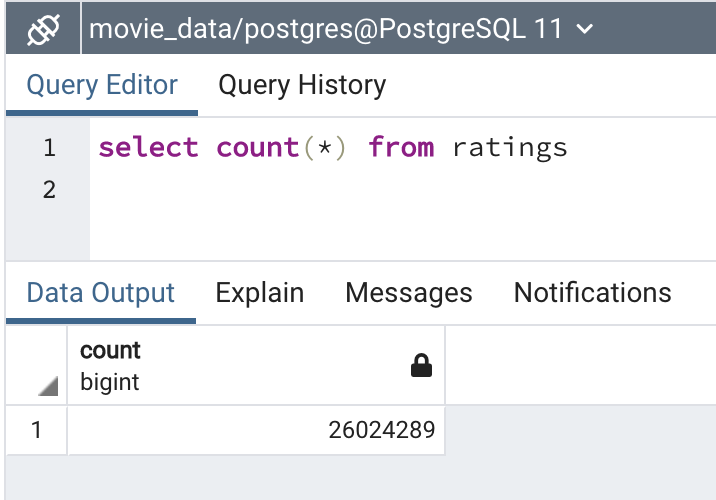 movie_data/postgres@PostgreSQL 11
Query Editor Query History
1 select count(*) from ratings
2
Data Output Explain Messages Notifications
count
bigint
1 26024289